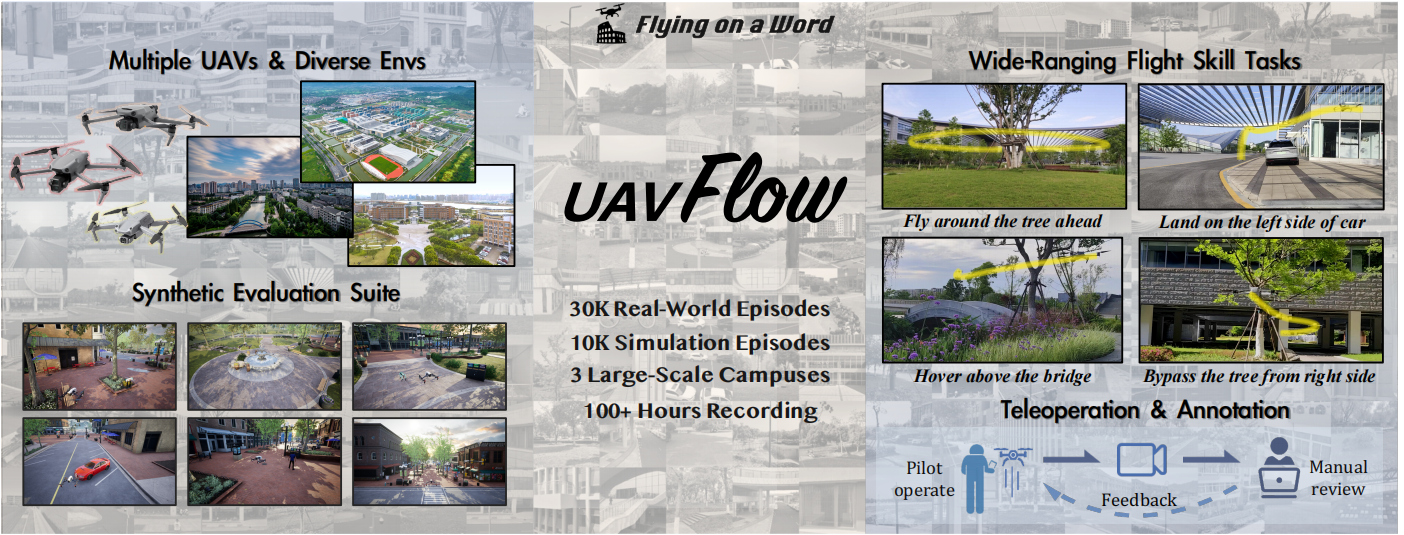 Flying on a Word
Multiple UAVs & Diverse Envs
Synthetic Evaluation Suite
UAVFlow
30K Real-World Episodes
10K Simulation Episodes
3 Large-Scale Campuses
100+ Hours Recording
Wide-Ranging Flight Skill Tasks
Fly around the tree ahead
Land on the left side of car
Hover above the bridge
Bypass the tree from right side
Teleoperation & Annotation
Pilot
operate
Feedback
Manual
review